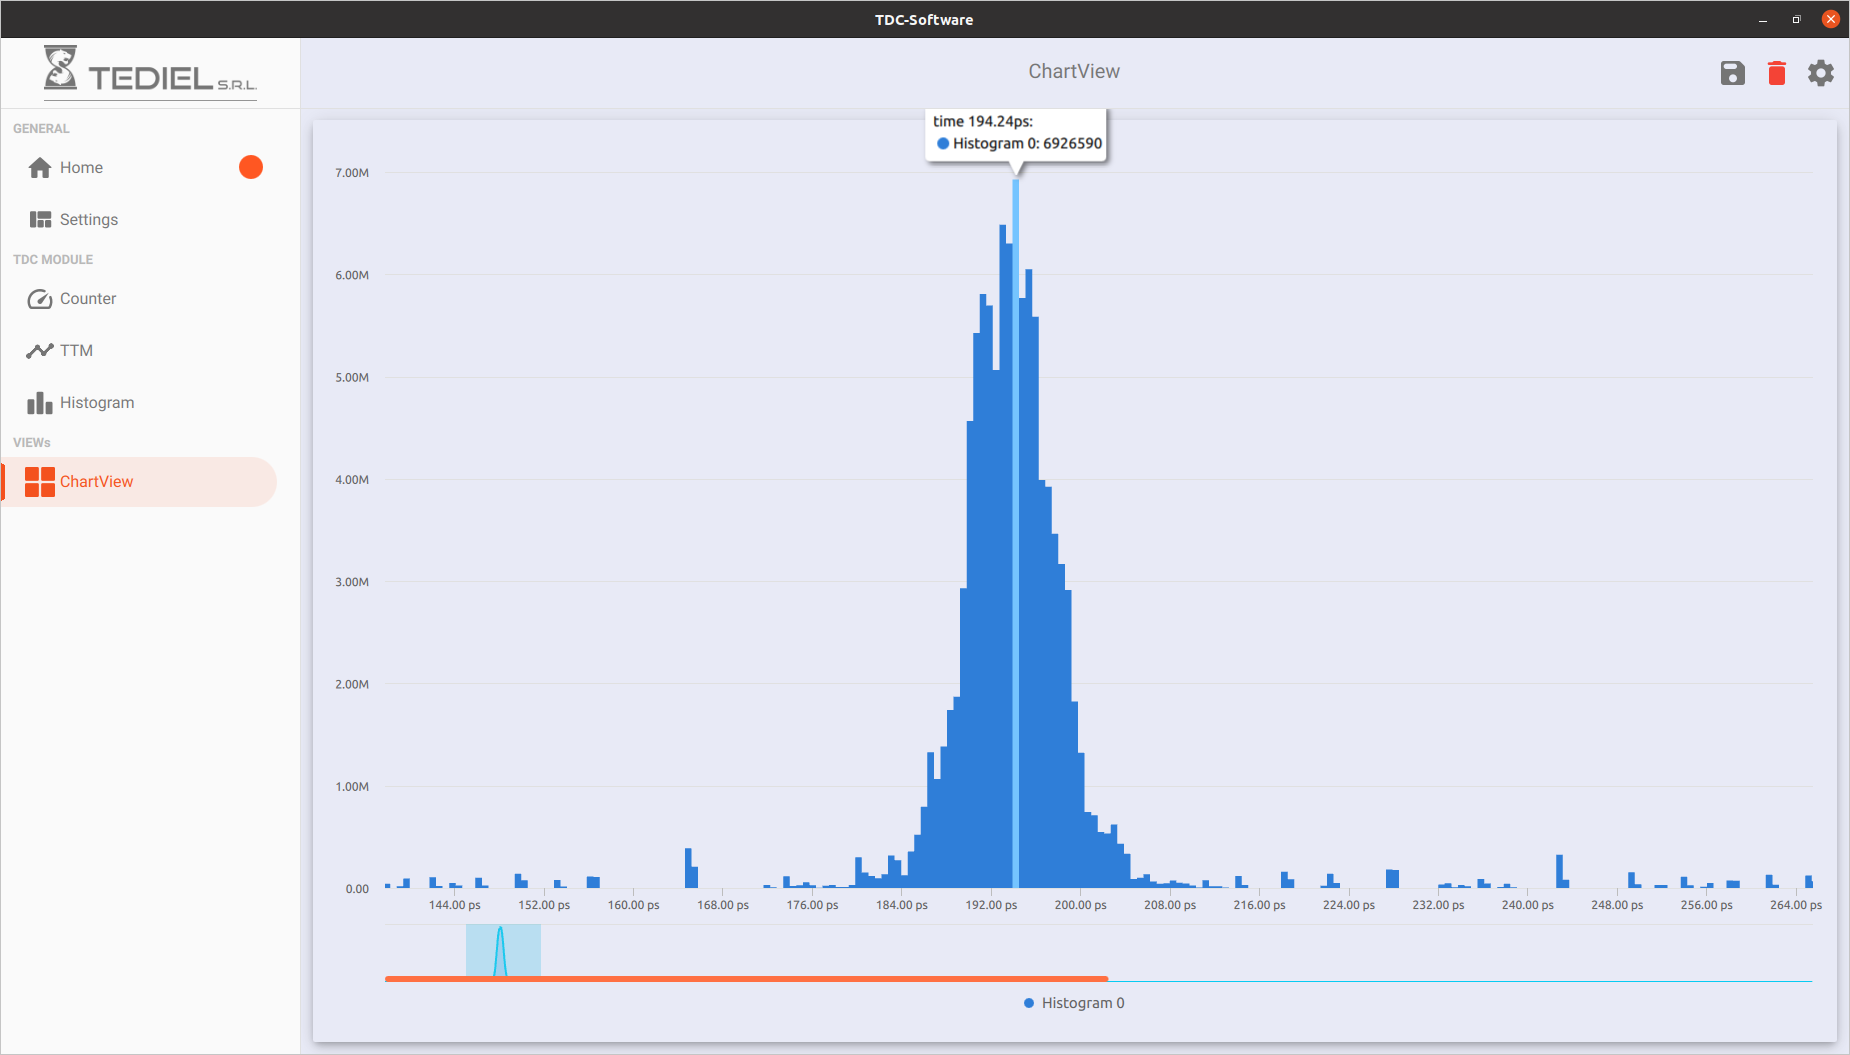 TDC-Software
TEDIEL S.R.L.
ChartView
GENERAL
Home
Settings
TDC MODULE
Counter
TTM
Histogram
VIEWs
ChartView
time 194.24ps:
Histogram 0: 6926590
7.00M
6.00M
5.00M
4.00M
3.00M
2.00M
1.00M
0.00
144.00 ps 152.00 ps 160.00 ps 168.00 ps 176.00 ps 184.00 ps 192.00 ps 200.00 ps 208.00 ps 216.00 ps 224.00 ps 232.00 ps 240.00 ps 248.00 ps 256.00 ps 264.00 ps
Histogram 0